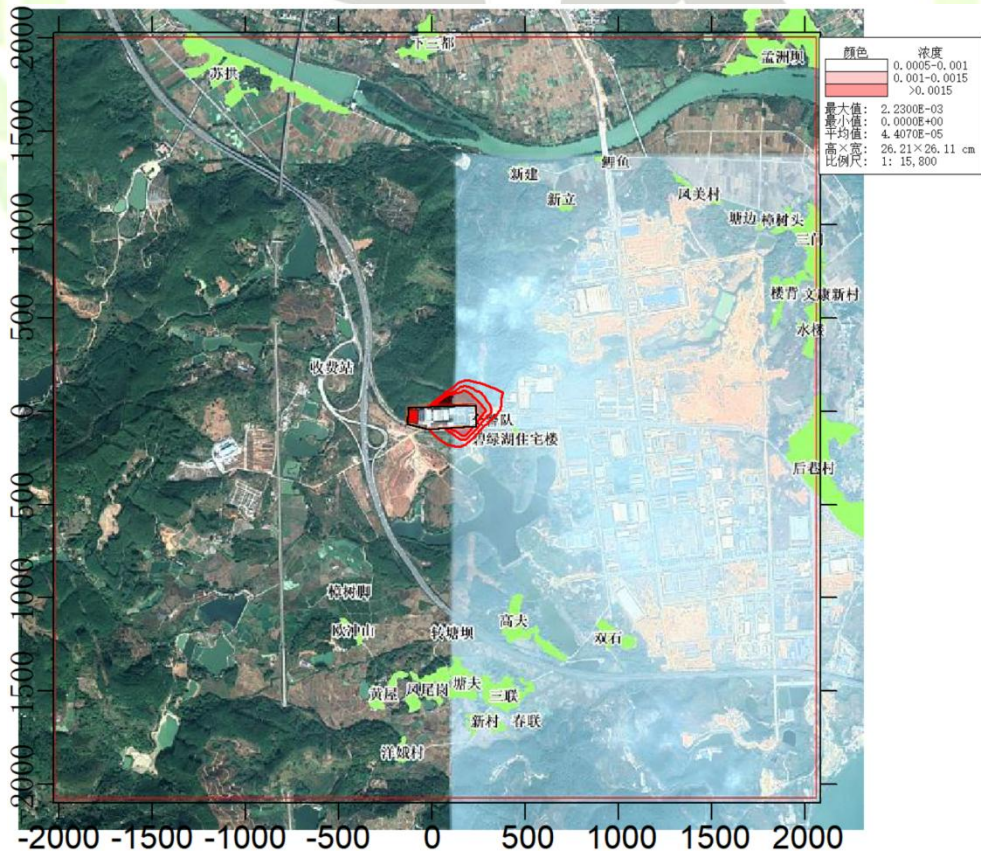 颜色 浓度
0.0005-0.001
0.001-0.0015
>0.0015
最大值: 2.2300E-03
最小值: 0.0000E+00
平均值: 4.4070E-05
高×宽: 26.21×26.11 cm
比例尺: 1: 15,800
2000
1500
1000
500
0
-500
-1000
-1500
-2000
苏拱
下三都
孟洲坝
鲤鱼
新建
新立
凤美村
塘边
樟树头
三门
楼背
文康新村
水楼
收费站
碧绿湖住宅楼
后巷村
樟树脚
欧冲山
转塘坝
高夫
双石
黄屋
凤尾岗
塘夫
三联
新村
春联
洋娥村
-2000 -1500 -1000 -500 0 500 1000 1500 2000